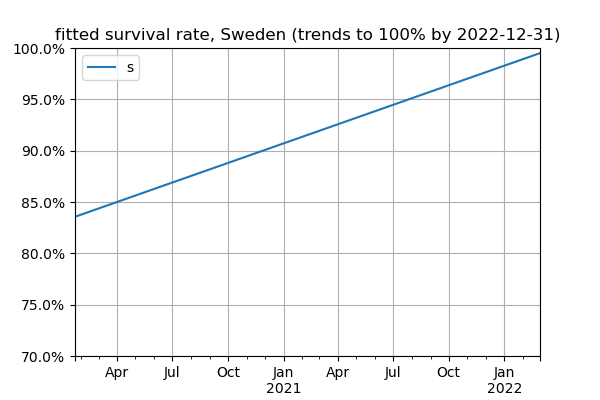 fitted survival rate, Sweden (trends to 100% by 2022-12-31)
100.0%
s
95.0%
90.0%
85.0%
80.0%
75.0%
70.0%
Apr Jul Oct Jan Apr Jul Oct Jan
2021 2022